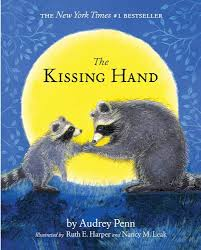 THE New York Times #1 BESTSELLER
The
KISSING HAND
by Audrey Penn
Illustrated by Ruth E. Harper and Nancy M. Leak